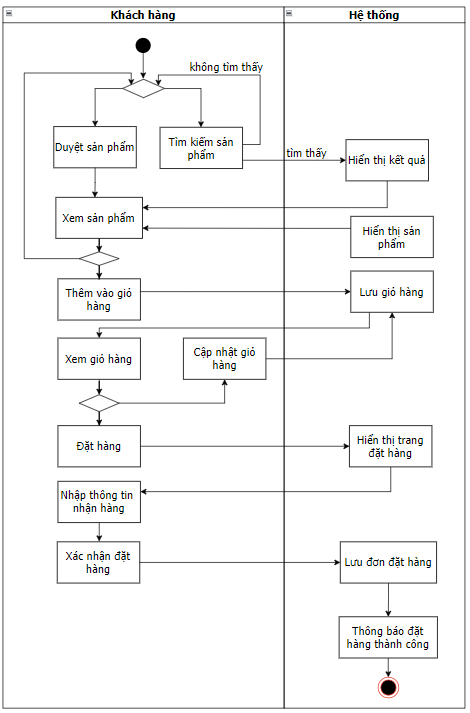 Khách hàng
Hệ thống
không tìm thấy
Duyệt sản phẩm
Tìm kiếm sản
phẩm
tìm thấy
Hiển thị kết quả
Xem sản phẩm
Hiển thị sản
phẩm
Thêm vào giỏ
hàng
Lưu giỏ hàng
Xem giỏ hàng
Cập nhật giỏ
hàng
Đặt hàng
Hiển thị trang
đặt hàng
Nhập thông tin
nhận hàng
Xác nhận đặt
hàng
Lưu đơn đặt hàng
Thông báo đặt
hàng thành công